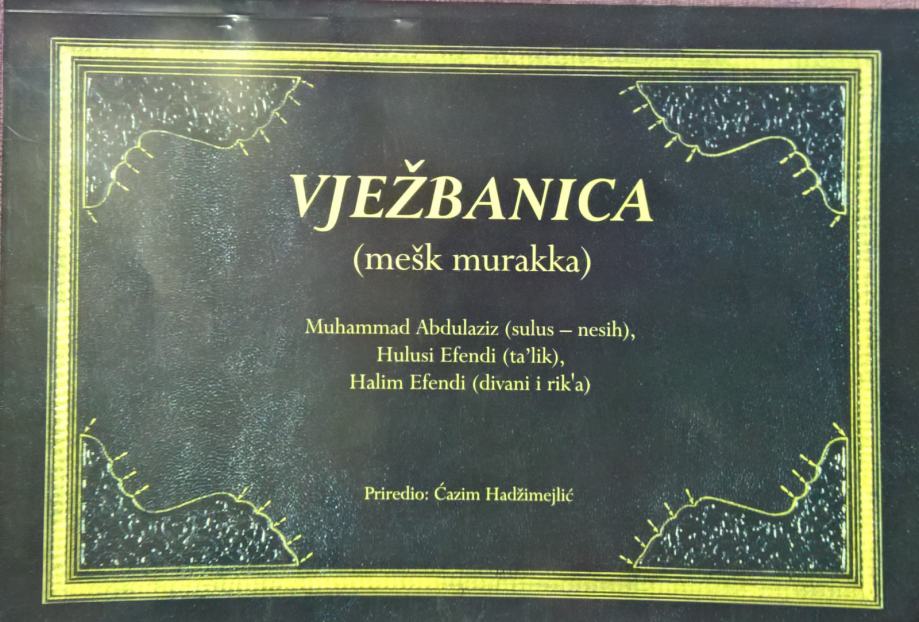 VJEŽBANICA
(mešk murakka)
Muhammad Abdulaziz (sulus – nesih),
Hulusi Efendi (ta’lik),
Halim Efendi (divani i rik'a)
Priredio: Ćazim Hadžimejlić